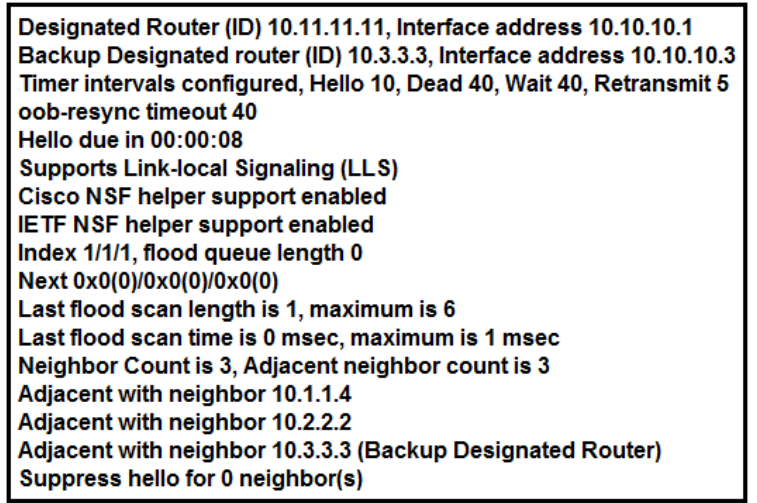 Designated Router (ID) 10.11.11.11, Interface address 10.10.10.1
Backup Designated router (ID) 10.3.3.3, Interface address 10.10.10.3
Timer intervals configured, Hello 10, Dead 40, Wait 40, Retransmit 5
oob-resync timeout 40
Hello due in 00:00:08
Supports Link-local Signaling (LLS)
Cisco NSF helper support enabled
IETF NSF helper support enabled
Index 1/1/1, flood queue length 0
Next 0x0(0)/0x0(0)/0x0(0)
Last flood scan length is 1, maximum is 6
Last flood scan time is 0 msec, maximum is 1 msec
Neighbor Count is 3, Adjacent neighbor count is 3
Adjacent with neighbor 10.1.1.4
Adjacent with neighbor 10.2.2.2
Adjacent with neighbor 10.3.3.3 (Backup Designated Router)
Suppress hello for 0 neighbor(s)